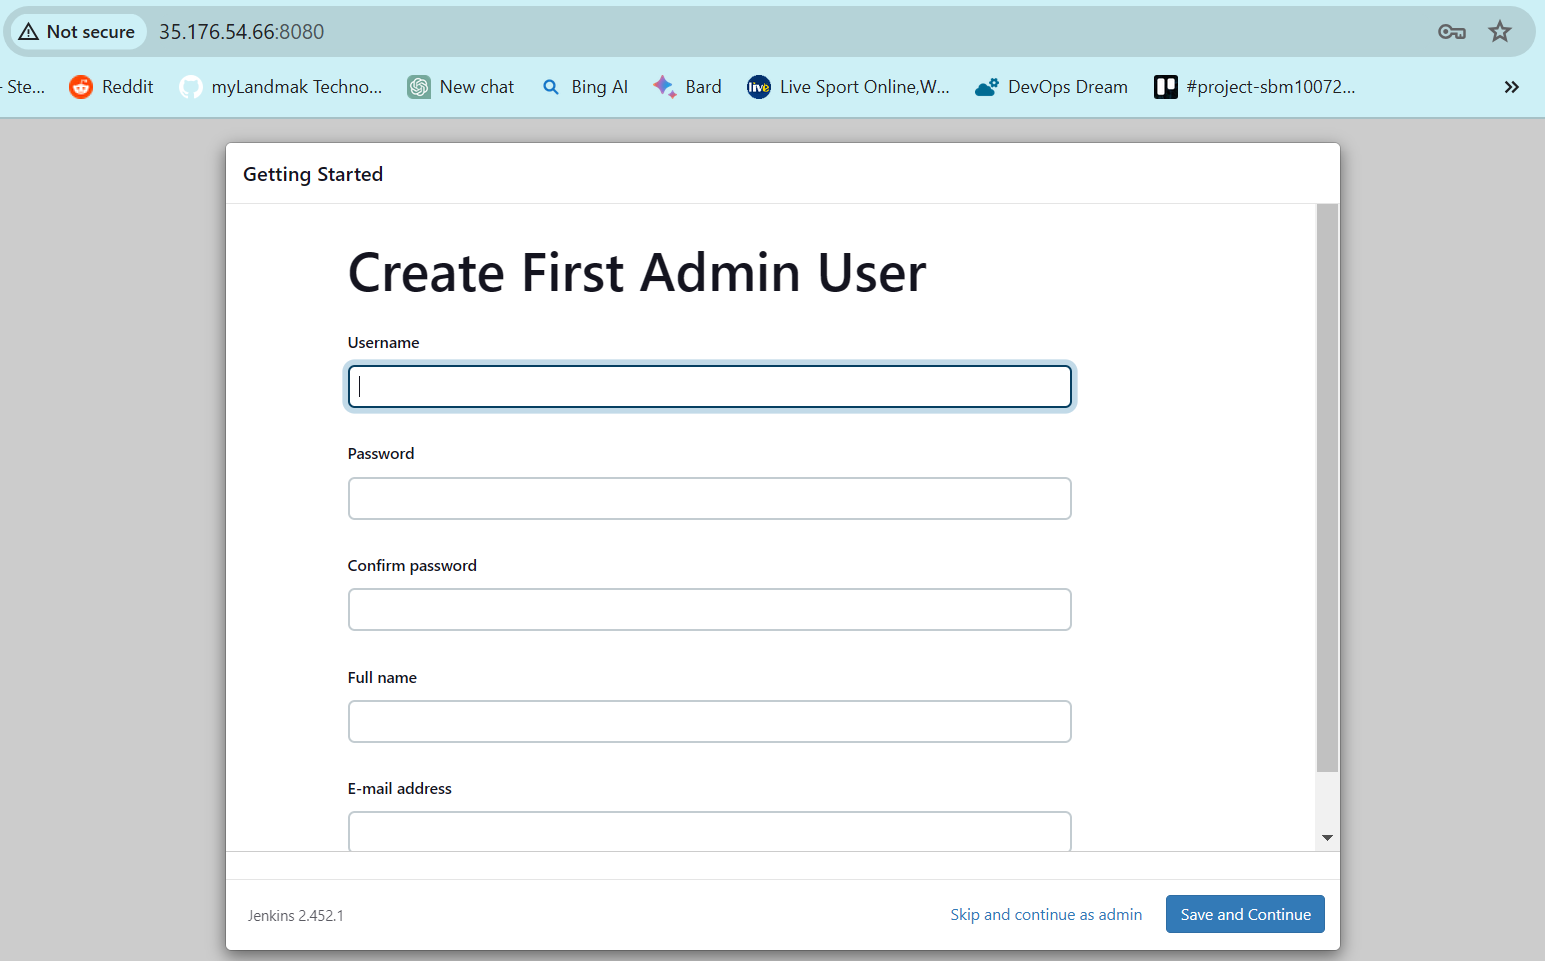 Not secure 35.176.54.66:8080
- Ste... Reddit myLandmak Techno... New chat Bing AI Bard live Live Sport Online,W... DevOps Dream #project-sbm10072...
Getting Started
Create First Admin User
Username
Password
Confirm password
Full name
E-mail address
Jenkins 2.452.1 Skip and continue as admin Save and Continue